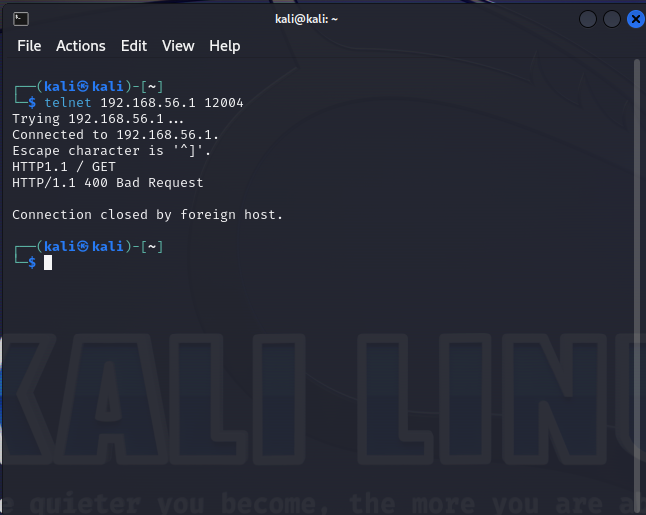 kali@kali: ~
File Actions Edit View Help
┌──(kali㉿kali)-[~]
└─$ telnet 192.168.56.1 12004
Trying 192.168.56.1...
Connected to 192.168.56.1.
Escape character is '^]'.
HTTP1.1 / GET
HTTP/1.1 400 Bad Request
Connection closed by foreign host.
┌──(kali㉿kali)-[~]
└─$
KALI LINU
e quieter you become, the more you are a